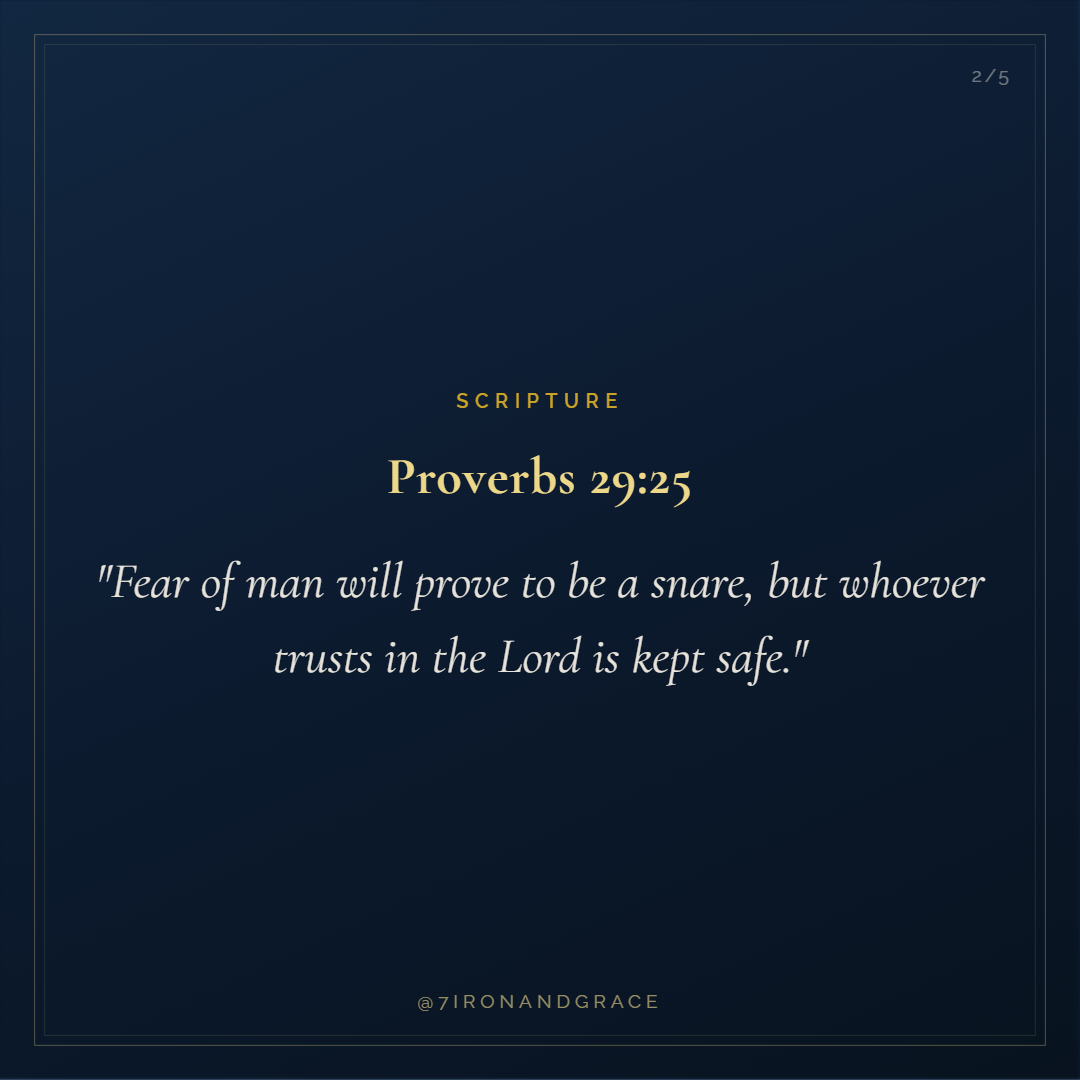 2/5
SCRIPTURE
Proverbs 29:25
"Fear of man will prove to be a snare, but whoever
trusts in the Lord is kept safe."
@7IRONANDGRACE